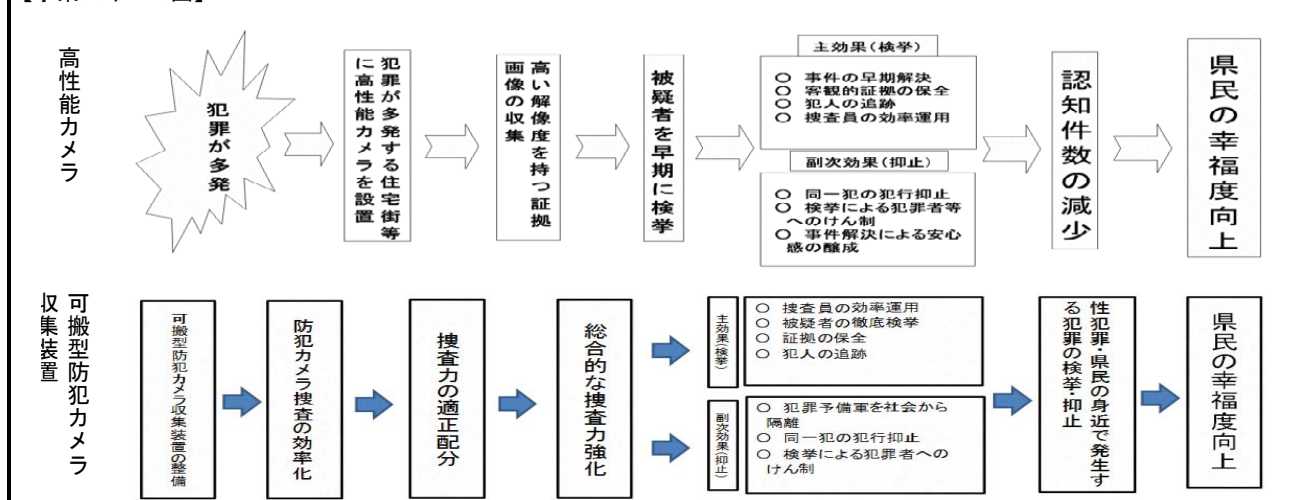 高性能カメラ
犯罪が多発
犯罪が多発する住宅街等
に高性能カメラを設置
高い解像度を持つ証拠
画像の収集
被疑者を早期に検挙
主効果(検挙)
○ 事件の早期解決
○ 客観的証拠の保全
○ 犯人の追跡
○ 捜査員の効率運用
副次効果(抑止)
○ 同一犯の犯行抑止
○ 検挙による犯罪者等
へのけん制
○ 事件解決による安心
感の醸成
認知件数の減少
県民の幸福度向上
可搬型防犯カメラ
収集装置
可搬型防犯カメラ収集装置の整備
防犯カメラ捜査の効率化
捜査力の適正配分
総合的な捜査力強化
主効果(検挙)
○ 捜査員の効率運用
○ 被疑者の徹底検挙
○ 証拠の保全
○ 犯人の追跡
副次効果(抑止)
○ 犯罪予備軍を社会から
隔離
○ 同一犯の犯行抑止
○ 検挙による犯罪者への
けん制
性犯罪・県民の身近で発生す
る犯罪の検挙・抑止
県民の幸福度向上